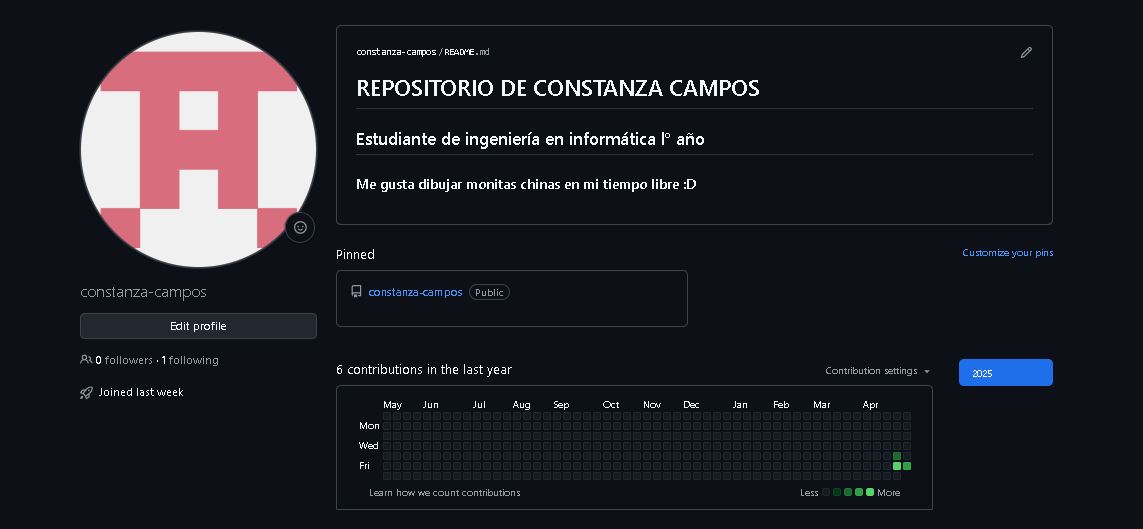 constanza-campos / README.md
REPOSITORIO DE CONSTANZA CAMPOS
Estudiante de ingeniería en informática I° año
Me gusta dibujar monitas chinas en mi tiempo libre :D
constanza-campos
Edit profile
0 followers · 1 following
Joined last week
Pinned
Customize your pins
constanza-campos Public
6 contributions in the last year
Contribution settings
2025
May Jun Jul Aug Sep Oct Nov Dec Jan Feb Mar Apr
Mon
Wed
Fri
Learn how we count contributions
Less More